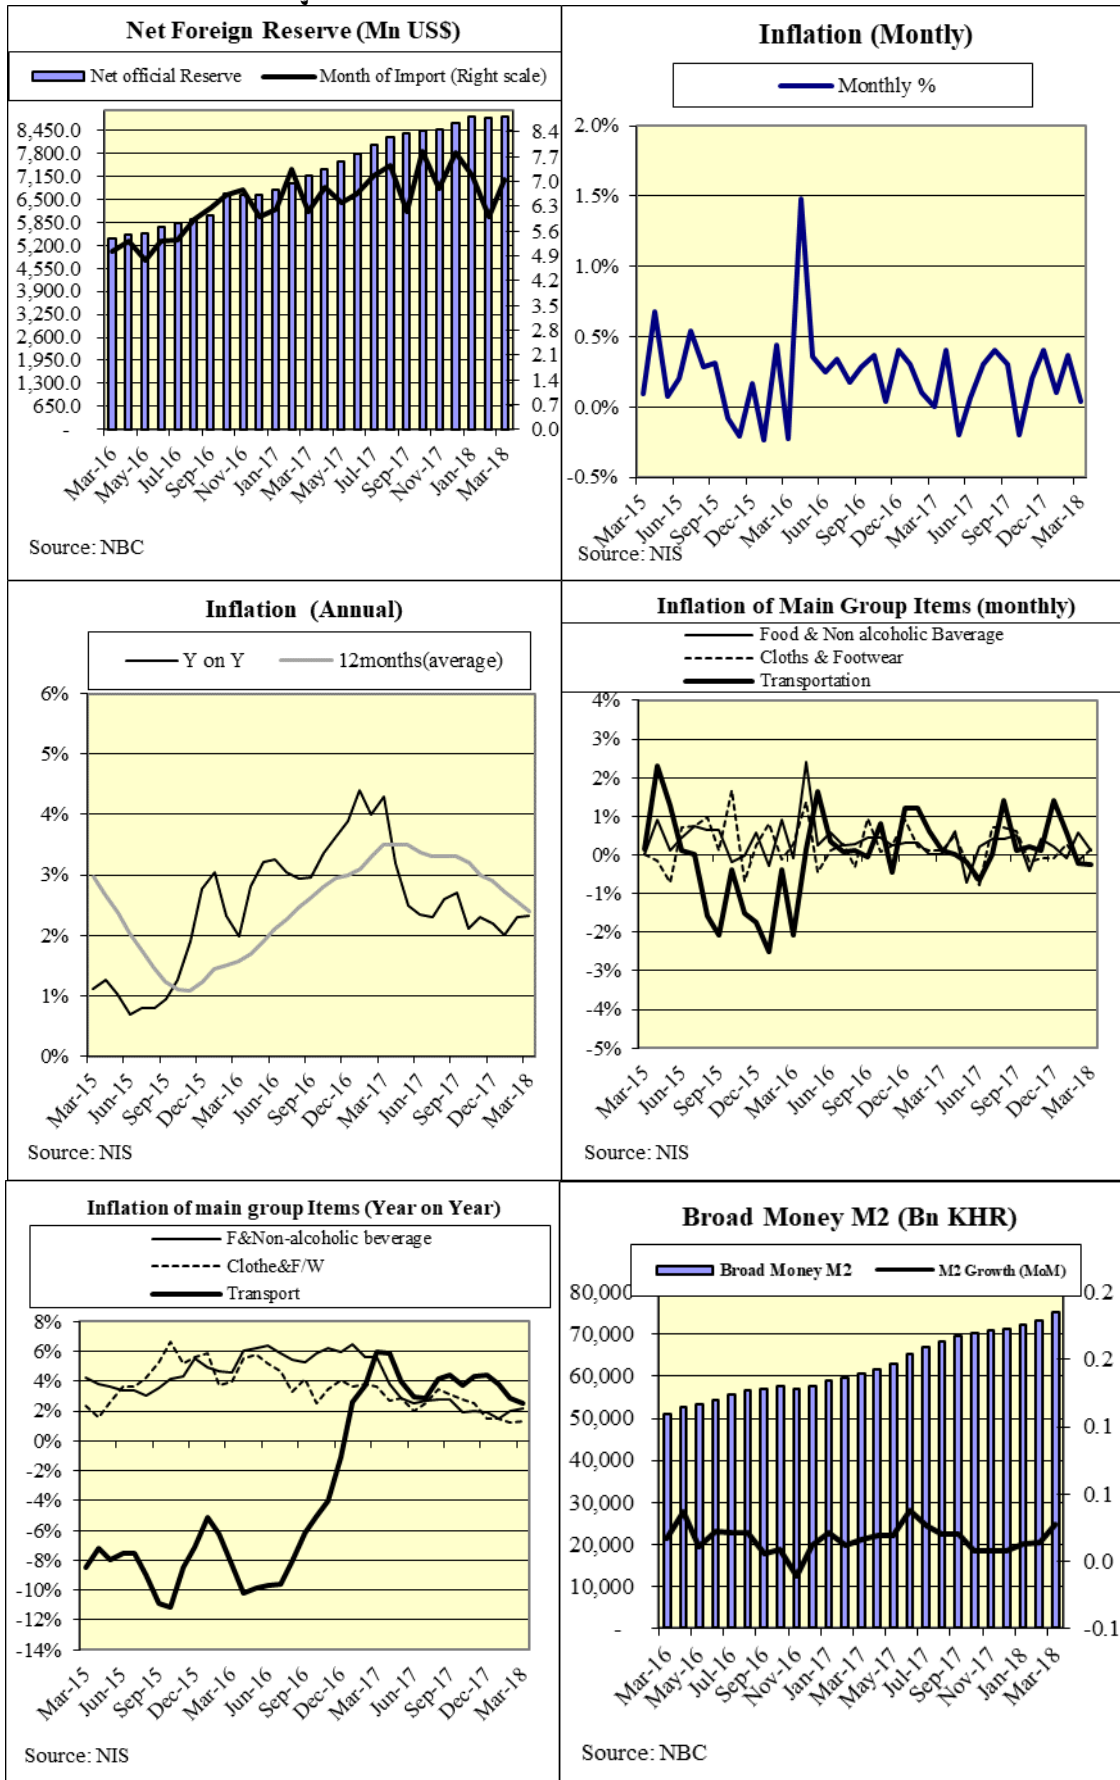 Net Foreign Reserve (Mn US$)
Net official Reserve
Month of Import (Right scale)
8,450.0
7,800.0
7,150.0
6,500.0
5,850.0
5,200.0
4,550.0
3,900.0
3,250.0
2,600.0
1,950.0
1,300.0
650.0
-
8.4
7.7
7.0
6.3
5.6
4.9
4.2
3.5
2.8
2.1
1.4
0.7
0.0
Mar-16
May-16
Jul-16
Sep-16
Nov-16
Jan-17
Mar-17
May-17
Jul-17
Sep-17
Nov-17
Jan-18
Mar-18
Source: NBC
Inflation (Montly)
Monthly %
2.0%
1.5%
1.0%
0.5%
0.0%
-0.5%
Mar-15
Jun-15
Sep-15
Dec-15
Mar-16
Jun-16
Sep-16
Dec-16
Mar-17
Jun-17
Sep-17
Dec-17
Mar-18
Source: NIS
Inflation (Annual)
Y on Y
12months(average)
6%
5%
4%
3%
2%
1%
0%
Mar-15
Jun-15
Sep-15
Dec-15
Mar-16
Jun-16
Sep-16
Dec-16
Mar-17
Jun-17
Sep-17
Dec-17
Mar-18
Source: NIS
Inflation of Main Group Items (monthly)
Food & Non alcoholic Baverage
Cloths & Footwear
Transportation
4%
3%
2%
1%
0%
-1%
-2%
-3%
-4%
-5%
Mar-15
Jun-15
Sep-15
Dec-15
Mar-16
Jun-16
Sep-16
Dec-16
Mar-17
Jun-17
Sep-17
Dec-17
Mar-18
Source: NIS
Inflation of main group Items (Year on Year)
F&Non-alcoholic beverage
Clothe&F/W
Transport
8%
6%
4%
2%
0%
-2%
-4%
-6%
-8%
-10%
-12%
-14%
Mar-15
Jun-15
Sep-15
Dec-15
Mar-16
Jun-16
Sep-16
Dec-16
Mar-17
Jun-17
Sep-17
Dec-17
Mar-18
Source: NIS
Broad Money M2 (Bn KHR)
Broad Money M2
M2 Growth (MoM)
80,000
70,000
60,000
50,000
40,000
30,000
20,000
10,000
-
0.2
0.2
0.1
0.1
0.0
-0.1
Mar-16
May-16
Jul-16
Sep-16
Nov-16
Jan-17
Mar-17
May-17
Jul-17
Sep-17
Nov-17
Jan-18
Mar-18
Source: NBC